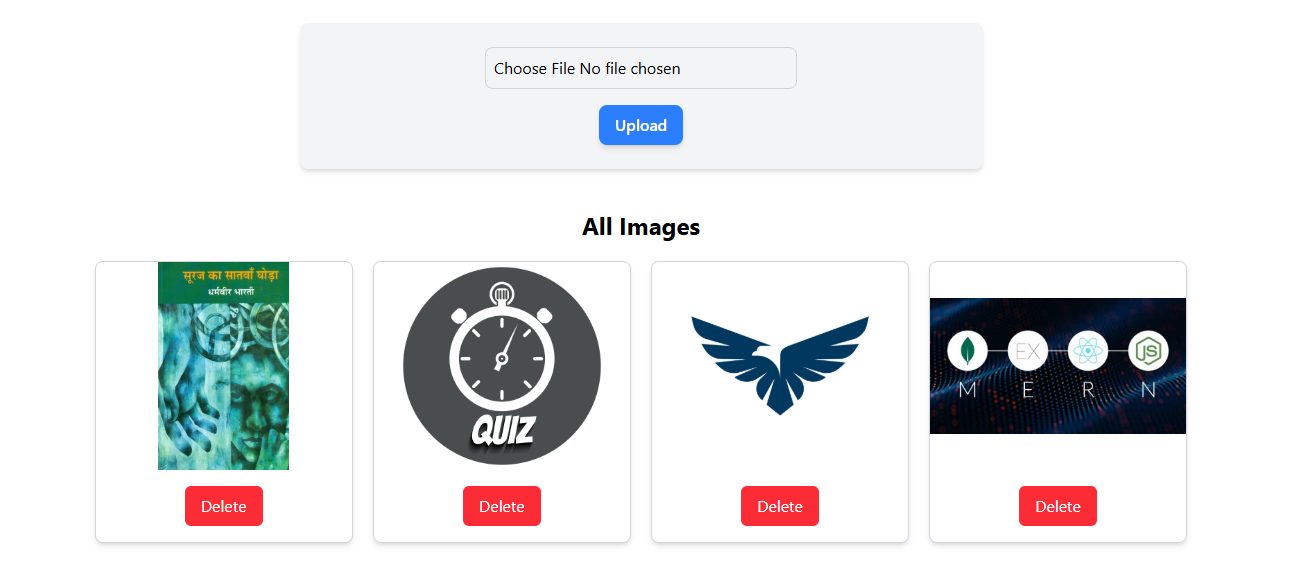 Choose File No file chosen
Upload
All Images
सूरज का सातवाँ घोड़ा
धर्मवीर भारती
QUIZ
EX
JS
M E R N
Delete Delete Delete Delete